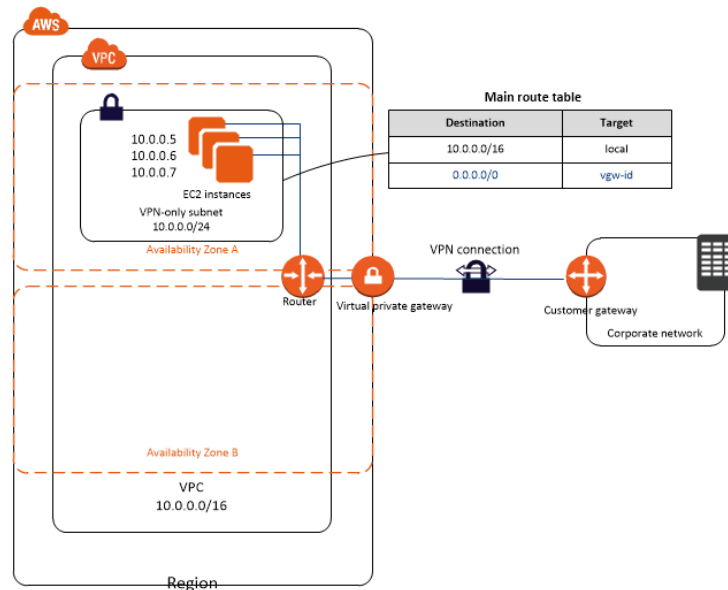 AWS
VPC
Main route table
Destination Target
10.0.0.0/16 local
0.0.0.0/0 vgw-id
10.0.0.5
10.0.0.6
10.0.0.7
EC2 instances
VPN-only subnet
10.0.0.0/24
Availability Zone A
VPN connection
Router
Virtual private gateway
Customer gateway
Corporate network
Availability Zone B
VPC
10.0.0.0/16
Region